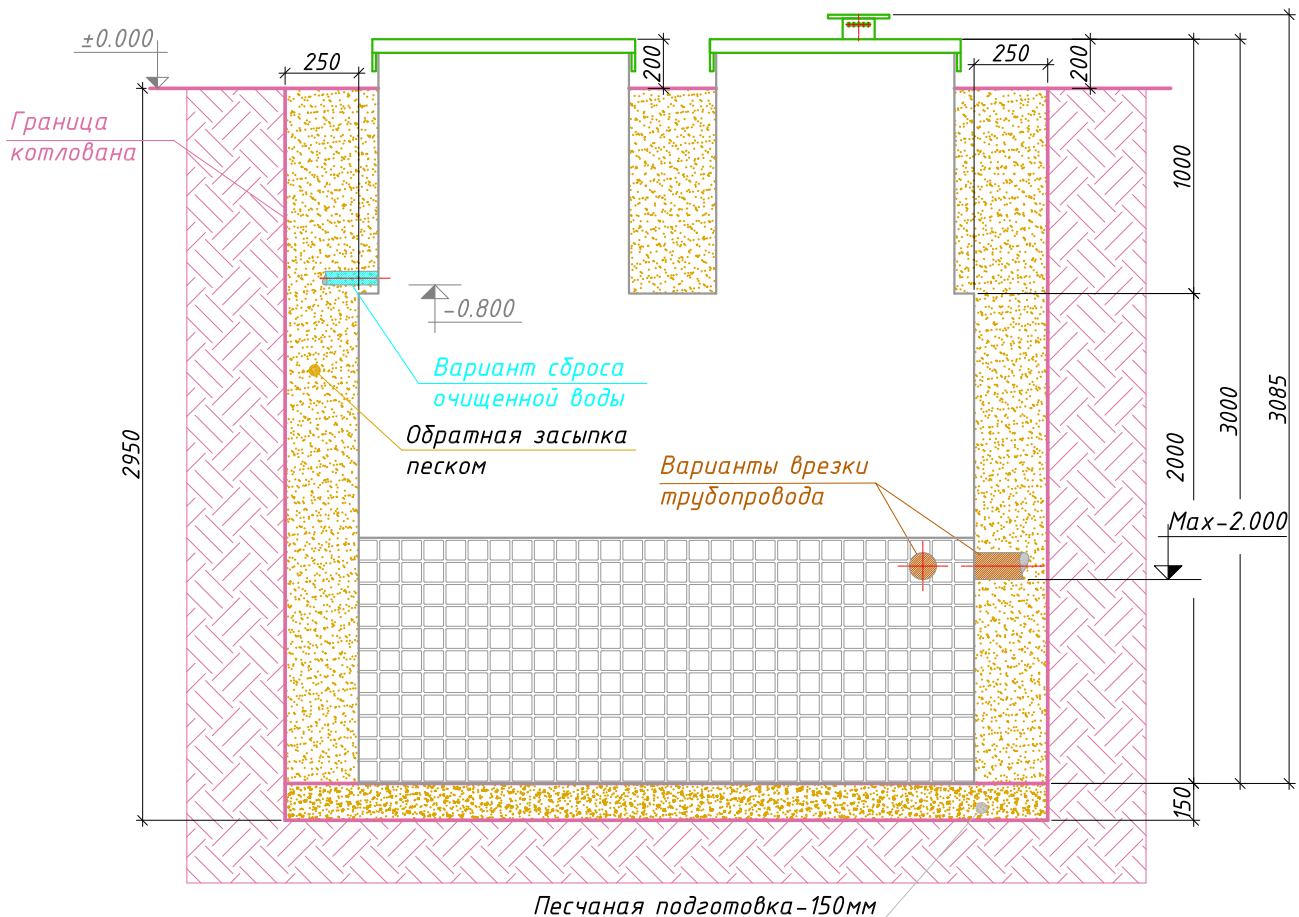 ±0.000
250
200
250
200
Граница
котлована
1000
-0.800
Вариант сброса
очищенной воды
3085
3000
Обратная засыпка
песком
2950
Варианты врезки
трубопровода
2000
Max-2.000
150
Песчаная подготовка-150мм